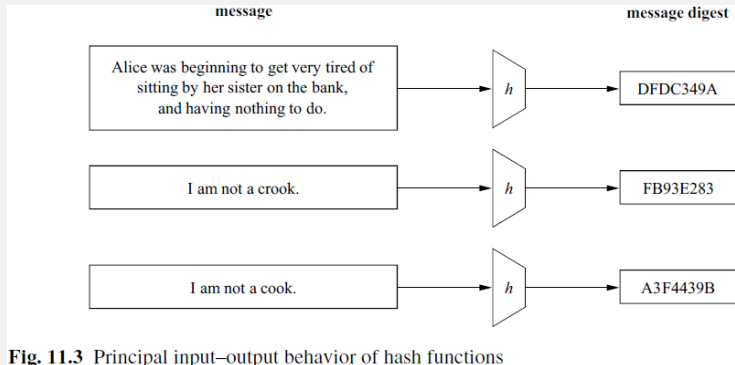 message message digest
Alice was beginning to get very tired of
sitting by her sister on the bank,
and having nothing to do.
h
DFDC349A
I am not a crook.
h
FB93E283
I am not a cook.
h
A3F4439B
Fig. 11.3 Principal input–output behavior of hash functions